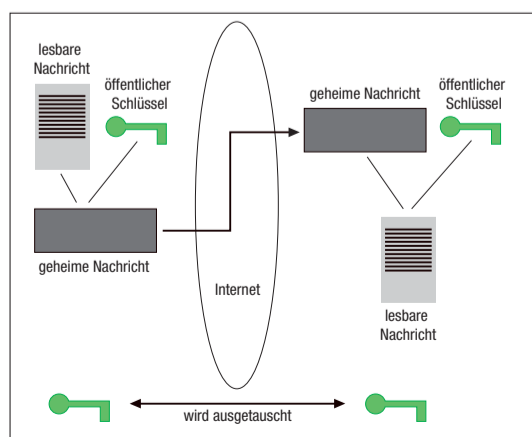 lesbare
Nachricht
öffentlicher
Schlüssel
geheime Nachricht
öffentlicher
Schlüssel
geheime Nachricht
Internet
lesbare
Nachricht
wird ausgetauscht